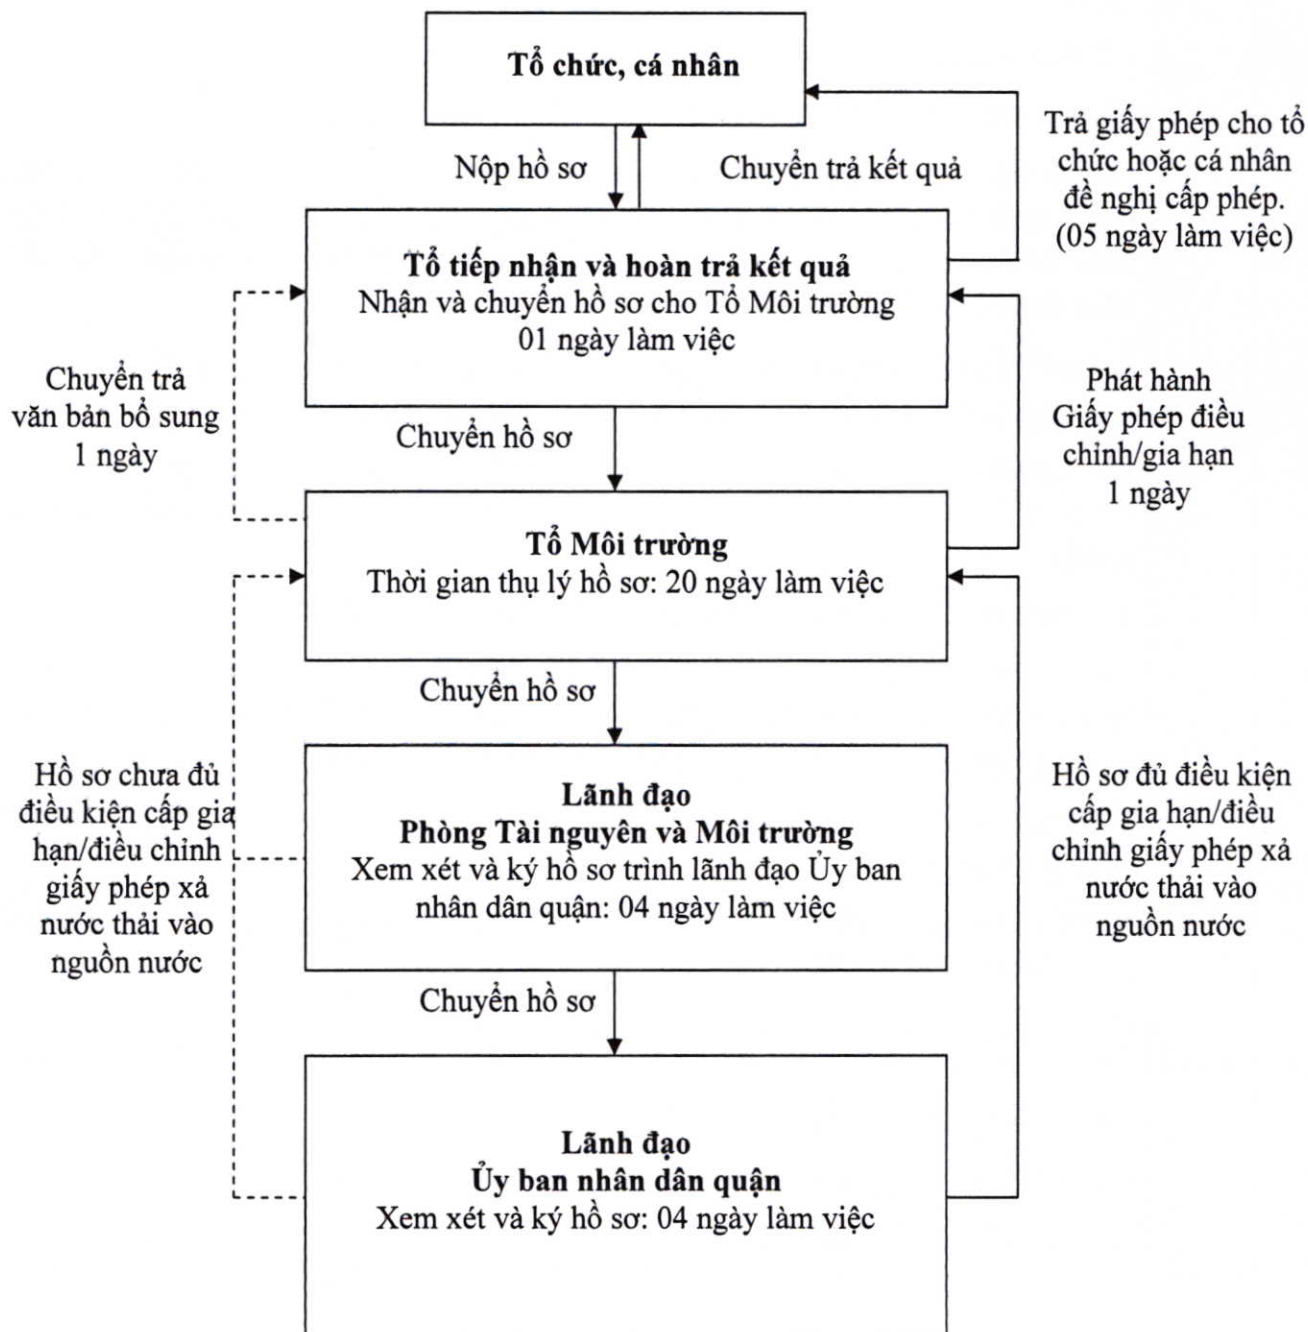 Tổ chức, cá nhân
Nộp hồ sơ
Chuyển trả kết quả
Trả giấy phép cho tổ
chức hoặc cá nhân
đề nghị cấp phép.
(05 ngày làm việc)
Tổ tiếp nhận và hoàn trả kết quả
Nhận và chuyển hồ sơ cho Tổ Môi trường
01 ngày làm việc
Chuyển trả
văn bản bổ sung
1 ngày
Chuyển hồ sơ
Phát hành
Giấy phép điều
chỉnh/gia hạn
1 ngày
Tổ Môi trường
Thời gian thụ lý hồ sơ: 20 ngày làm việc
Chuyển hồ sơ
Hồ sơ chưa đủ
điều kiện cấp gia
hạn/điều chỉnh
giấy phép xả
nước thải vào
nguồn nước
Lãnh đạo
Phòng Tài nguyên và Môi trường
Xem xét và ký hồ sơ trình lãnh đạo Ủy ban
nhân dân quận: 04 ngày làm việc
Hồ sơ đủ điều kiện
cấp gia hạn/điều
chỉnh giấy phép xả
nước thải vào
nguồn nước
Chuyển hồ sơ
Lãnh đạo
Ủy ban nhân dân quận
Xem xét và ký hồ sơ: 04 ngày làm việc